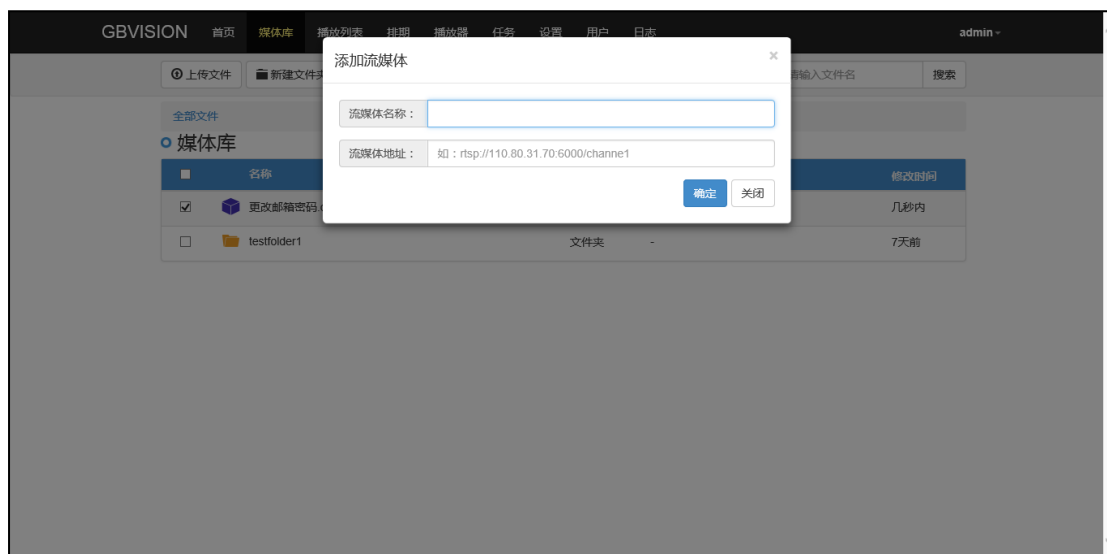 GBVISION 首页 媒体库 播放列表 排期 播放器 任务 设置 用户 日志 admin
添加流媒体 ×
上传文件 新建文件夹 请输入文件名 搜索
流媒体名称：
全部文件
媒体库
流媒体地址： 如：rtsp://110.80.31.70:6000/channe1
名称 修改时间
确定 关闭
更改邮箱密码. 几秒内
testfolder1 文件夹 - 7天前